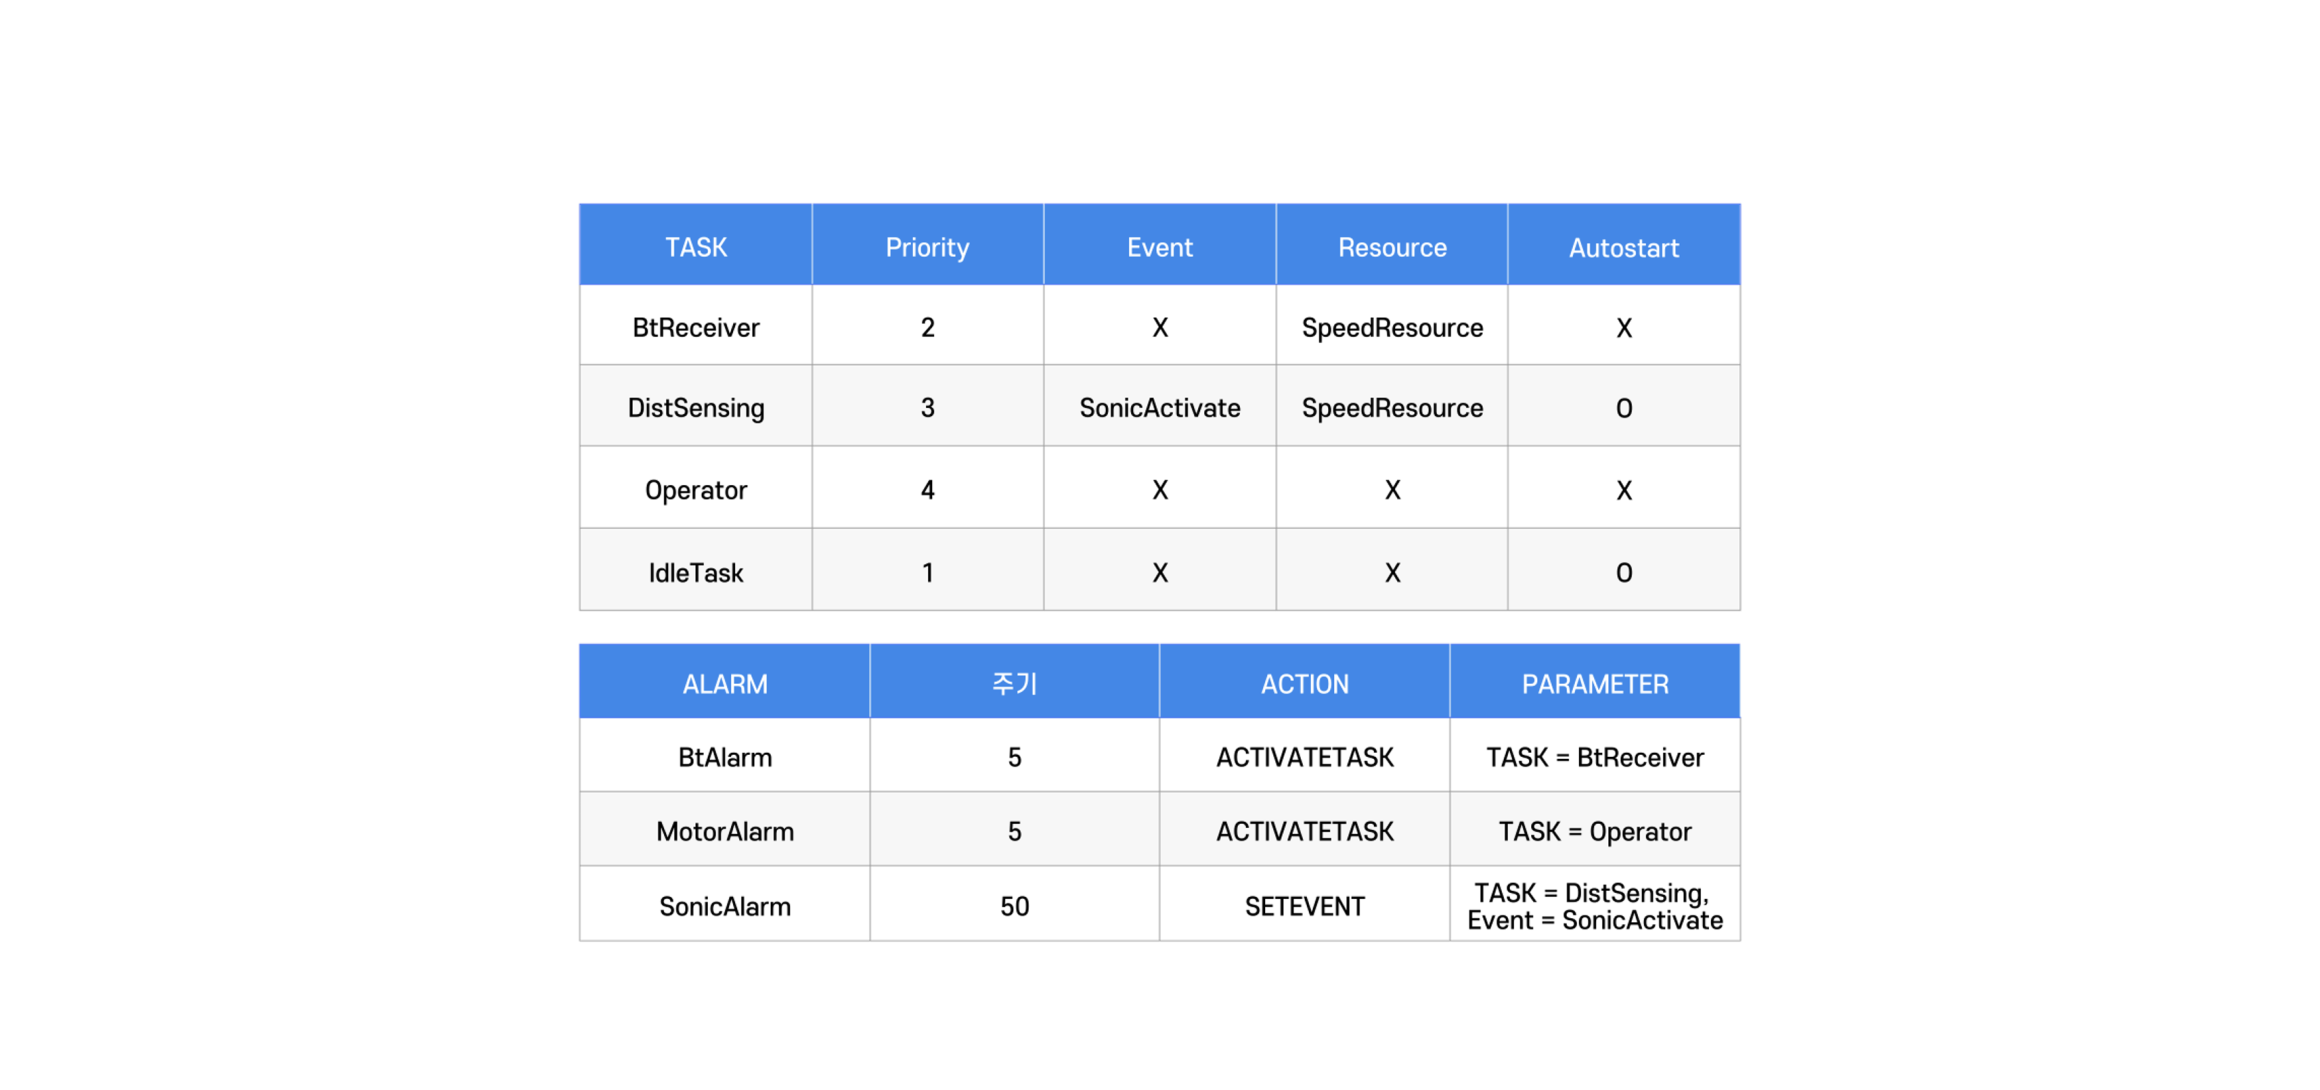 TASK Priority Event Resource Autostart
BtReceiver 2 X SpeedResource X
DistSensing 3 SonicActivate SpeedResource O
Operator 4 X X X
IdleTask 1 X X O
ALARM 주기 ACTION PARAMETER
BtAlarm 5 ACTIVATETASK TASK = BtReceiver
MotorAlarm 5 ACTIVATETASK TASK = Operator
SonicAlarm 50 SETEVENT TASK = DistSensing,
Event = SonicActivate